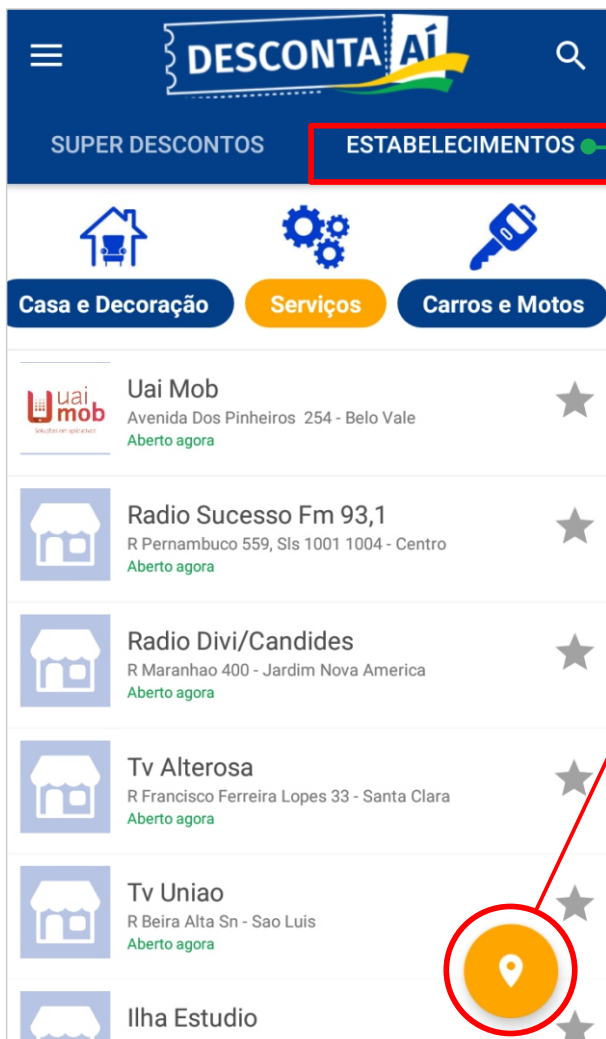 DESCONTA AÍ
SUPER DESCONTOS
ESTABELECIMENTOS
Casa e Decoração
Serviços
Carros e Motos
uai
mob
Uai Mob
Avenida Dos Pinheiros 254 - Belo Vale
Aberto agora
Radio Sucesso Fm 93,1
R Pernambuco 559, Sls 1001 1004 - Centro
Aberto agora
Radio Divi/Candides
R Maranhao 400 - Jardim Nova America
Aberto agora
Tv Alterosa
R Francisco Ferreira Lopes 33 - Santa Clara
Aberto agora
Tv Uniao
R Beira Alta Sn - Sao Luis
Aberto agora
Ilha Estudio